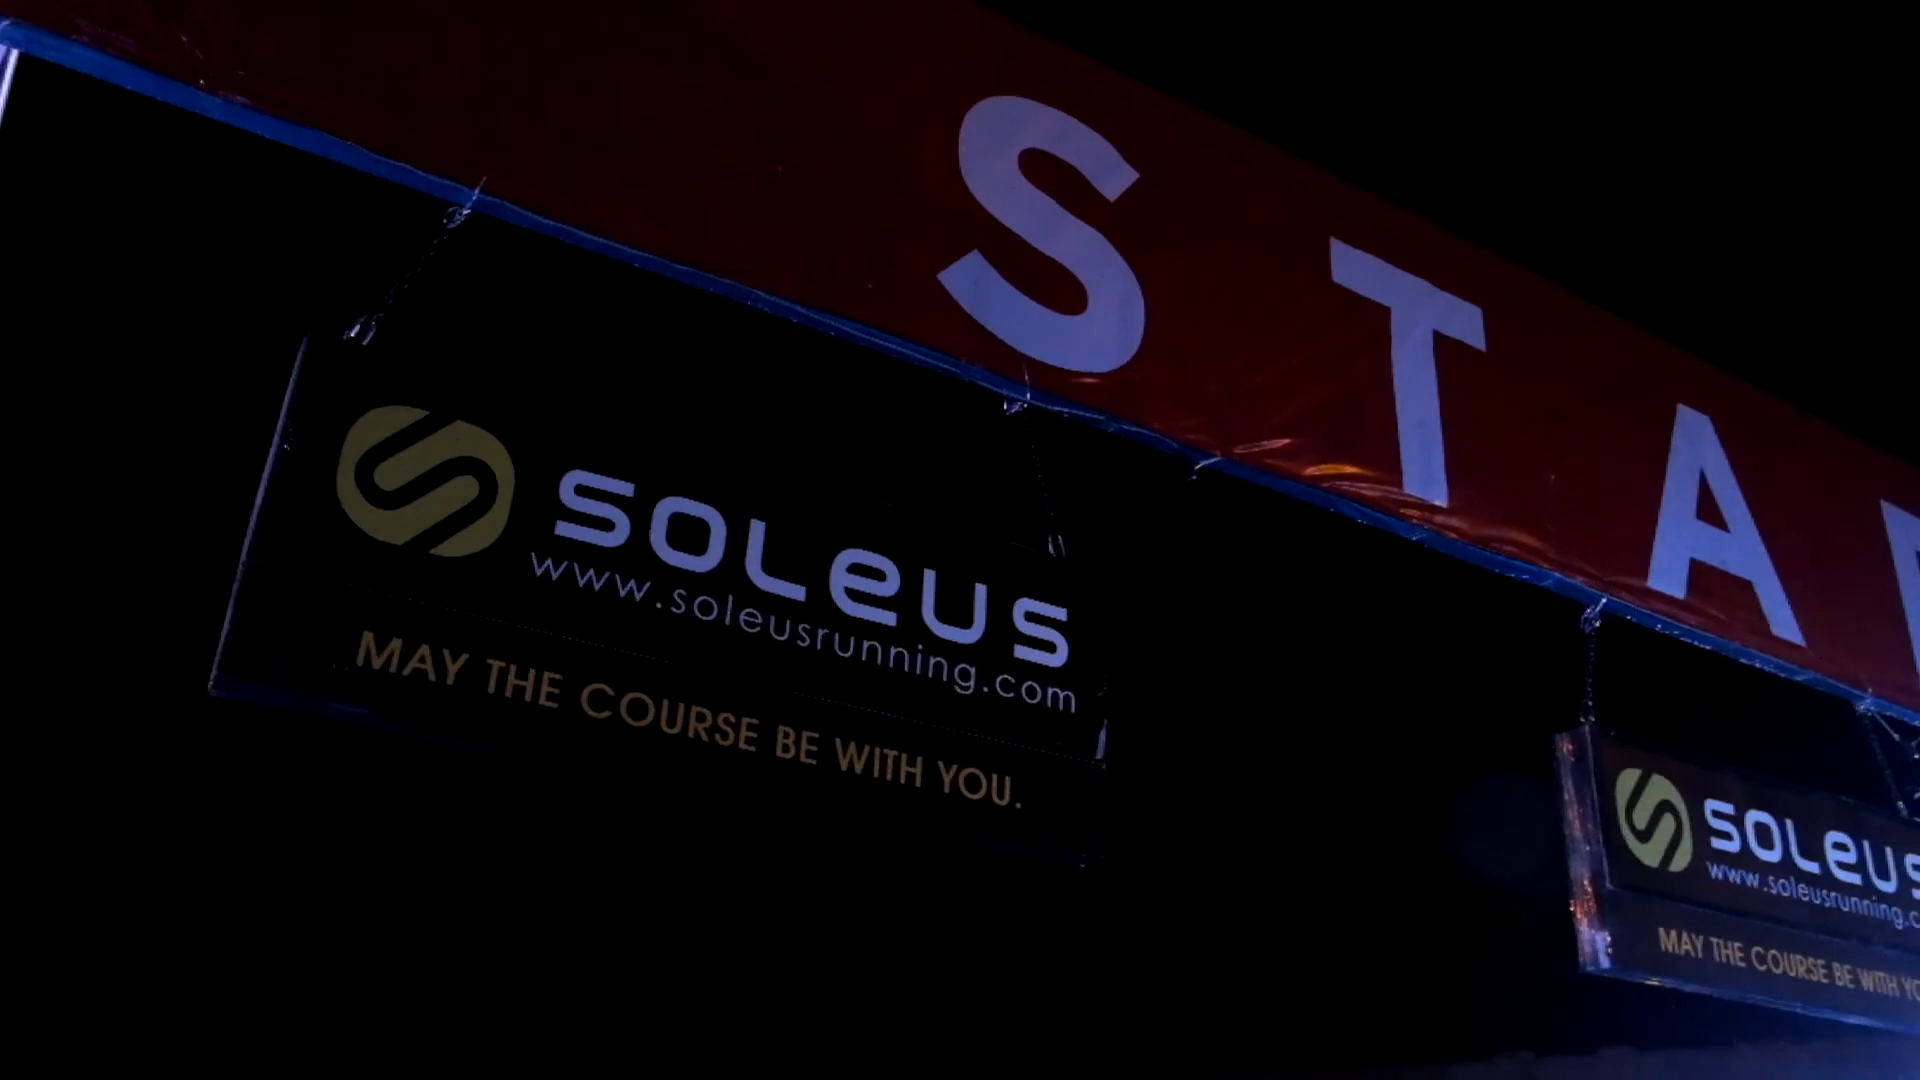 STA
SOLEUS
www.soleusrunning.com
MAY THE COURSE BE WITH YOU.
SOLEUS
www.soleusrunning.c
MAY THE COURSE BE WITH YO